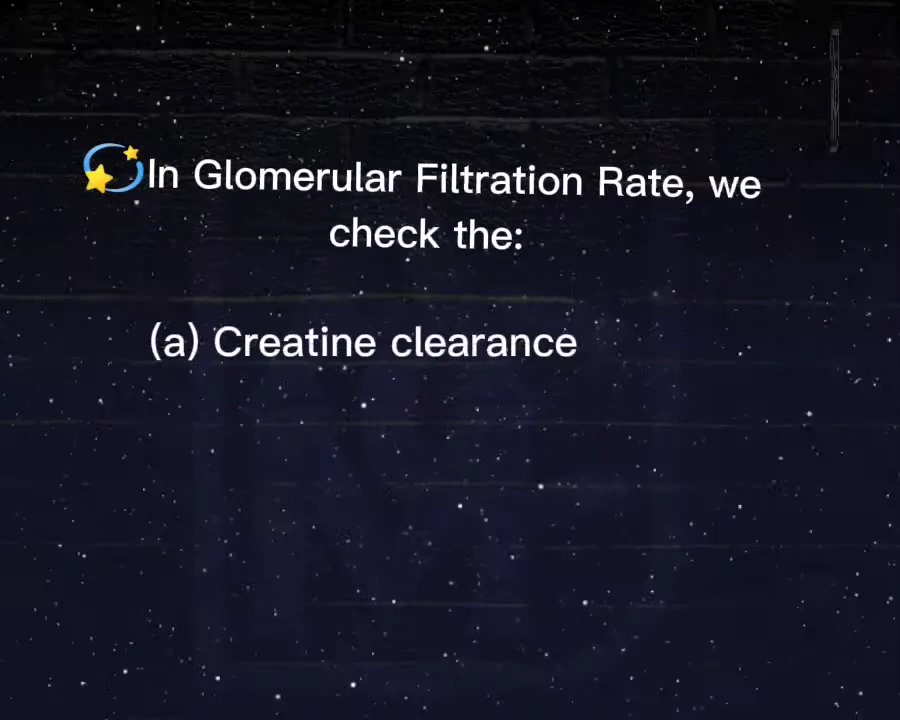 💫In Glomerular Filtration Rate, we
check the:
(a) Creatine clearance